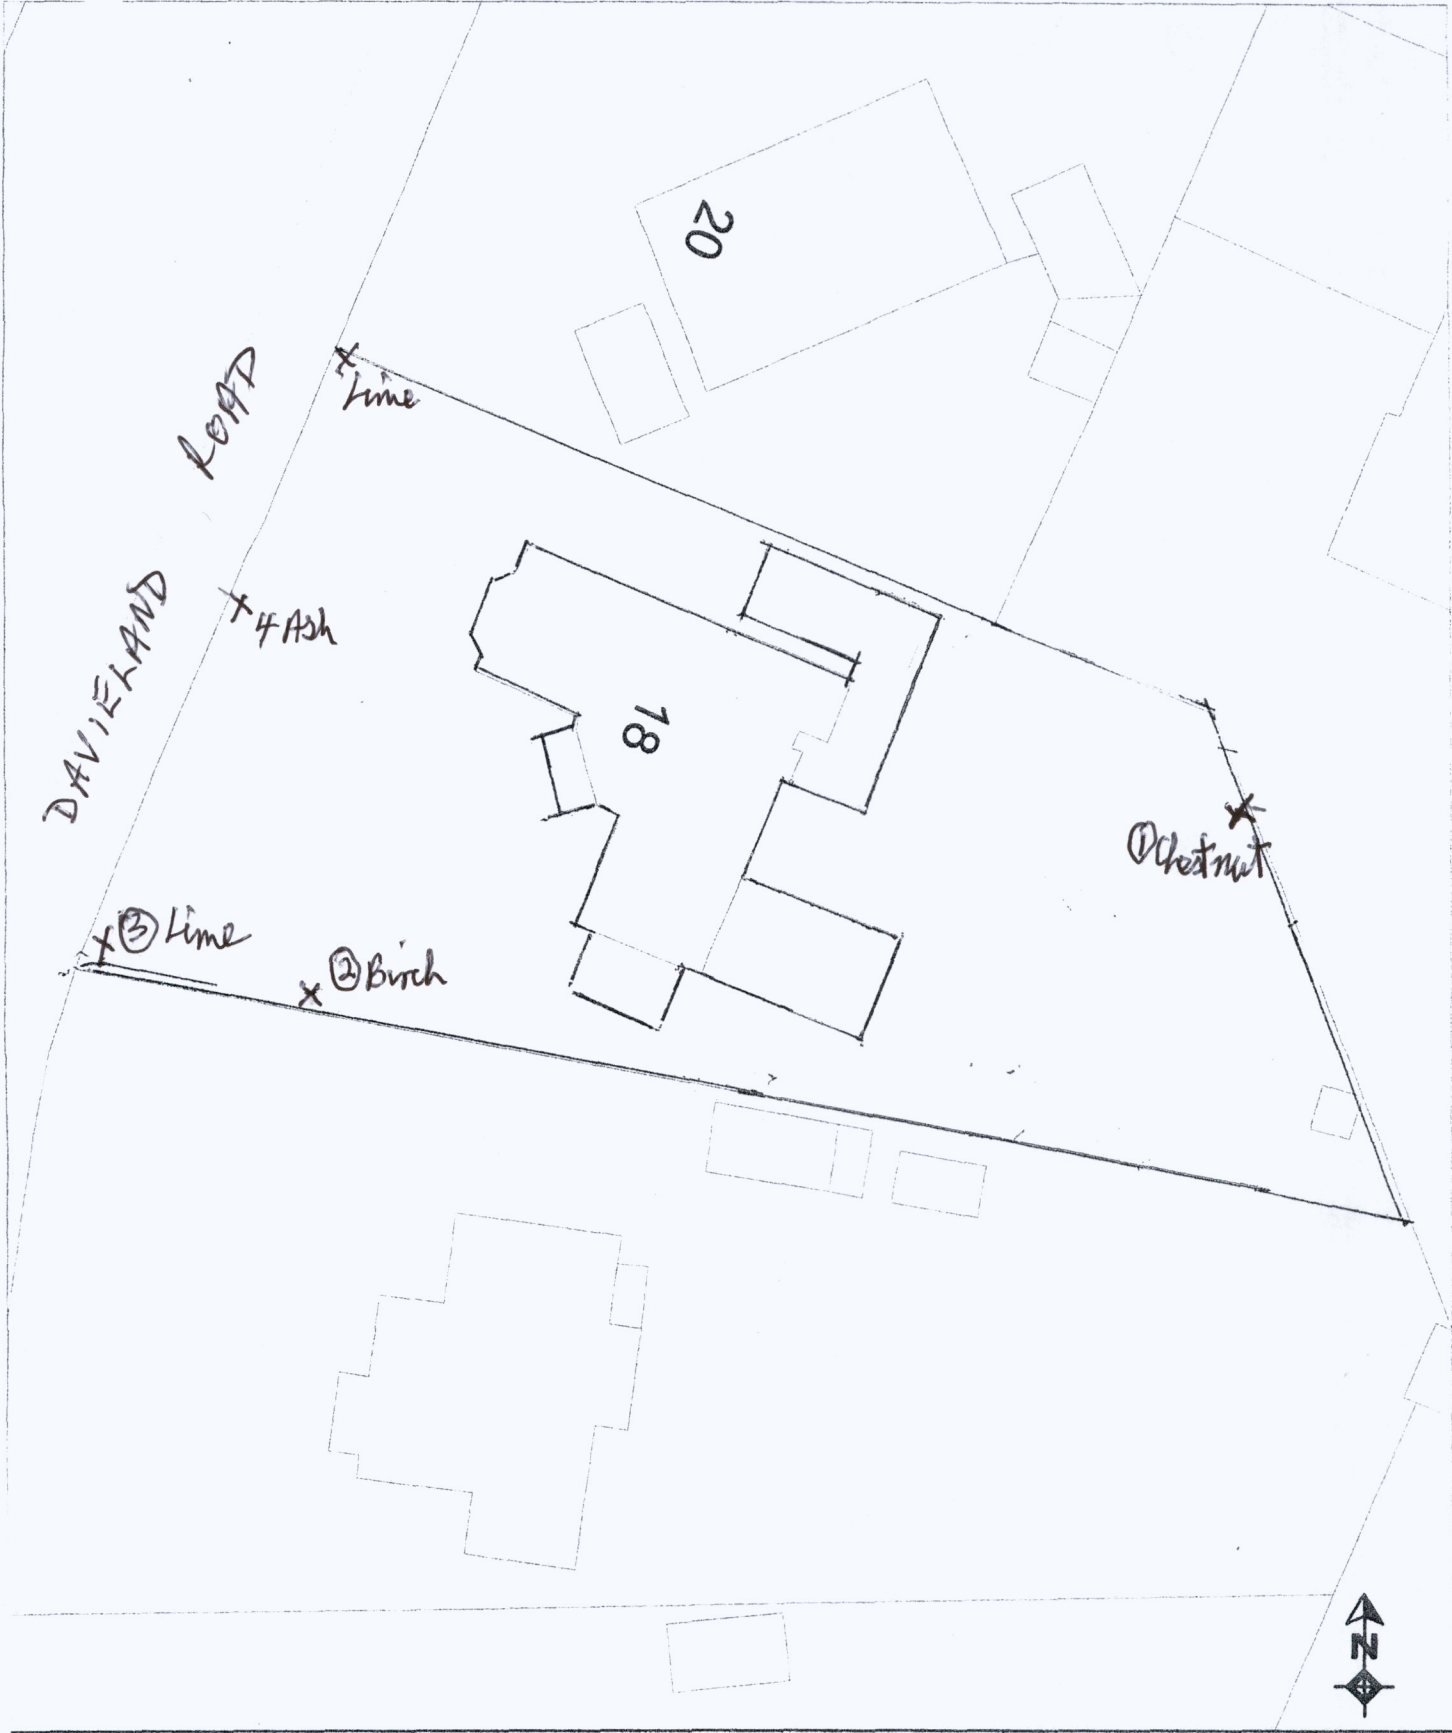 20
ROAD
Lime
DAVIELAND
4 Ash
18
① Chestnut
③ Lime
② Birch
N